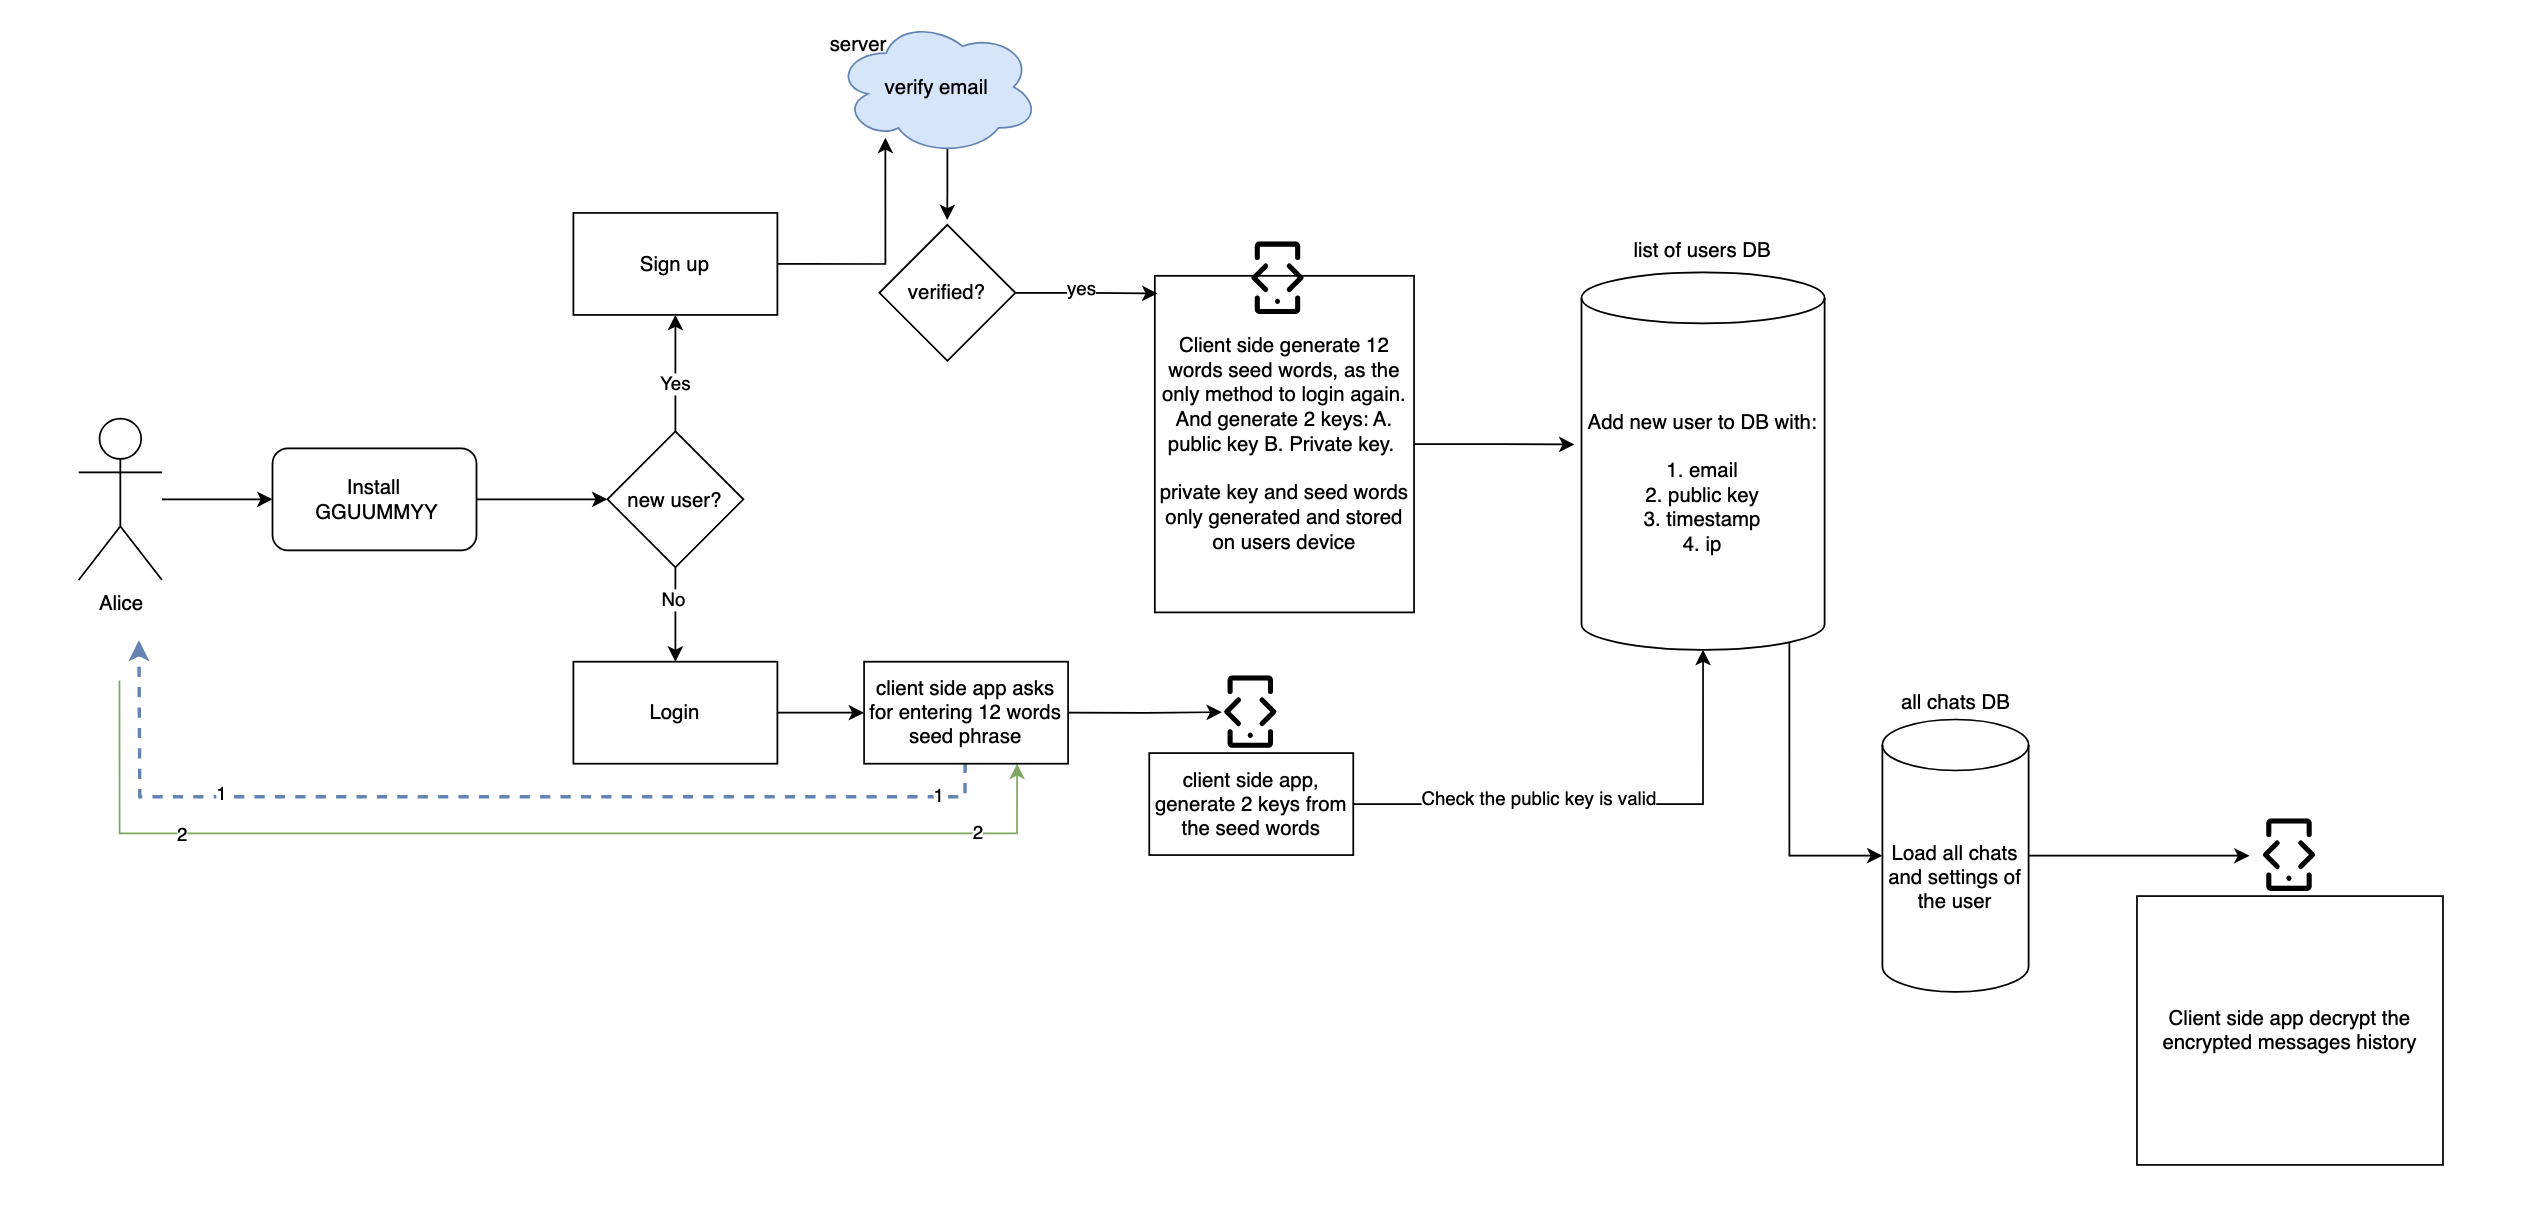 server
verify email
Sign up
verified?
yes
list of users DB
Client side generate 12
words seed words, as the
only method to login again.
And generate 2 keys: A.
public key B. Private key.
private key and seed words
only generated and stored
on users device
Add new user to DB with:
1. email
2. public key
3. timestamp
4. ip
Yes
Install
GGUUMMYY
new user?
Alice
No
Login
client side app asks
for entering 12 words
seed phrase
client side app,
generate 2 keys from
the seed words
Check the public key is valid
1
1
2
2
all chats DB
Load all chats
and settings of
the user
Client side app decrypt the
encrypted messages history